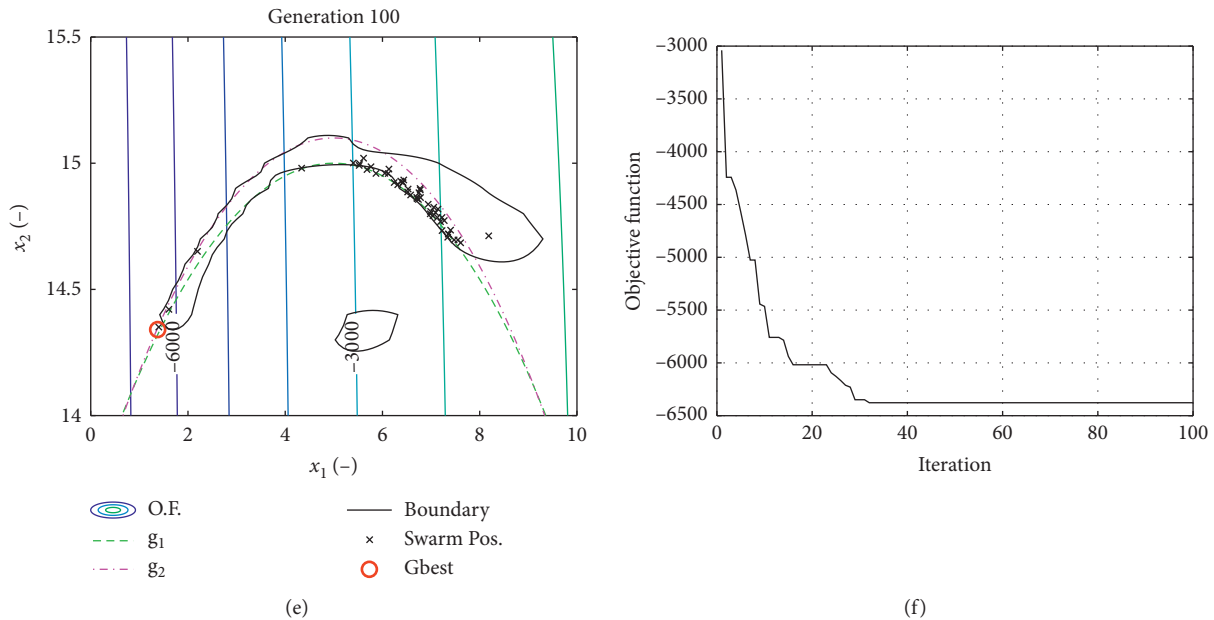 Generation 100
15.5
15
14.5
14
x2 (–)
–6000
–3000
0
2
4
6
8
10
x1 (–)
O.F.
g1
g2
Boundary
Swarm Pos.
Gbest
(e)
–3000
–3500
–4000
–4500
–5000
–5500
–6000
–6500
Objective function
0
20
40
60
80
100
Iteration
(f)